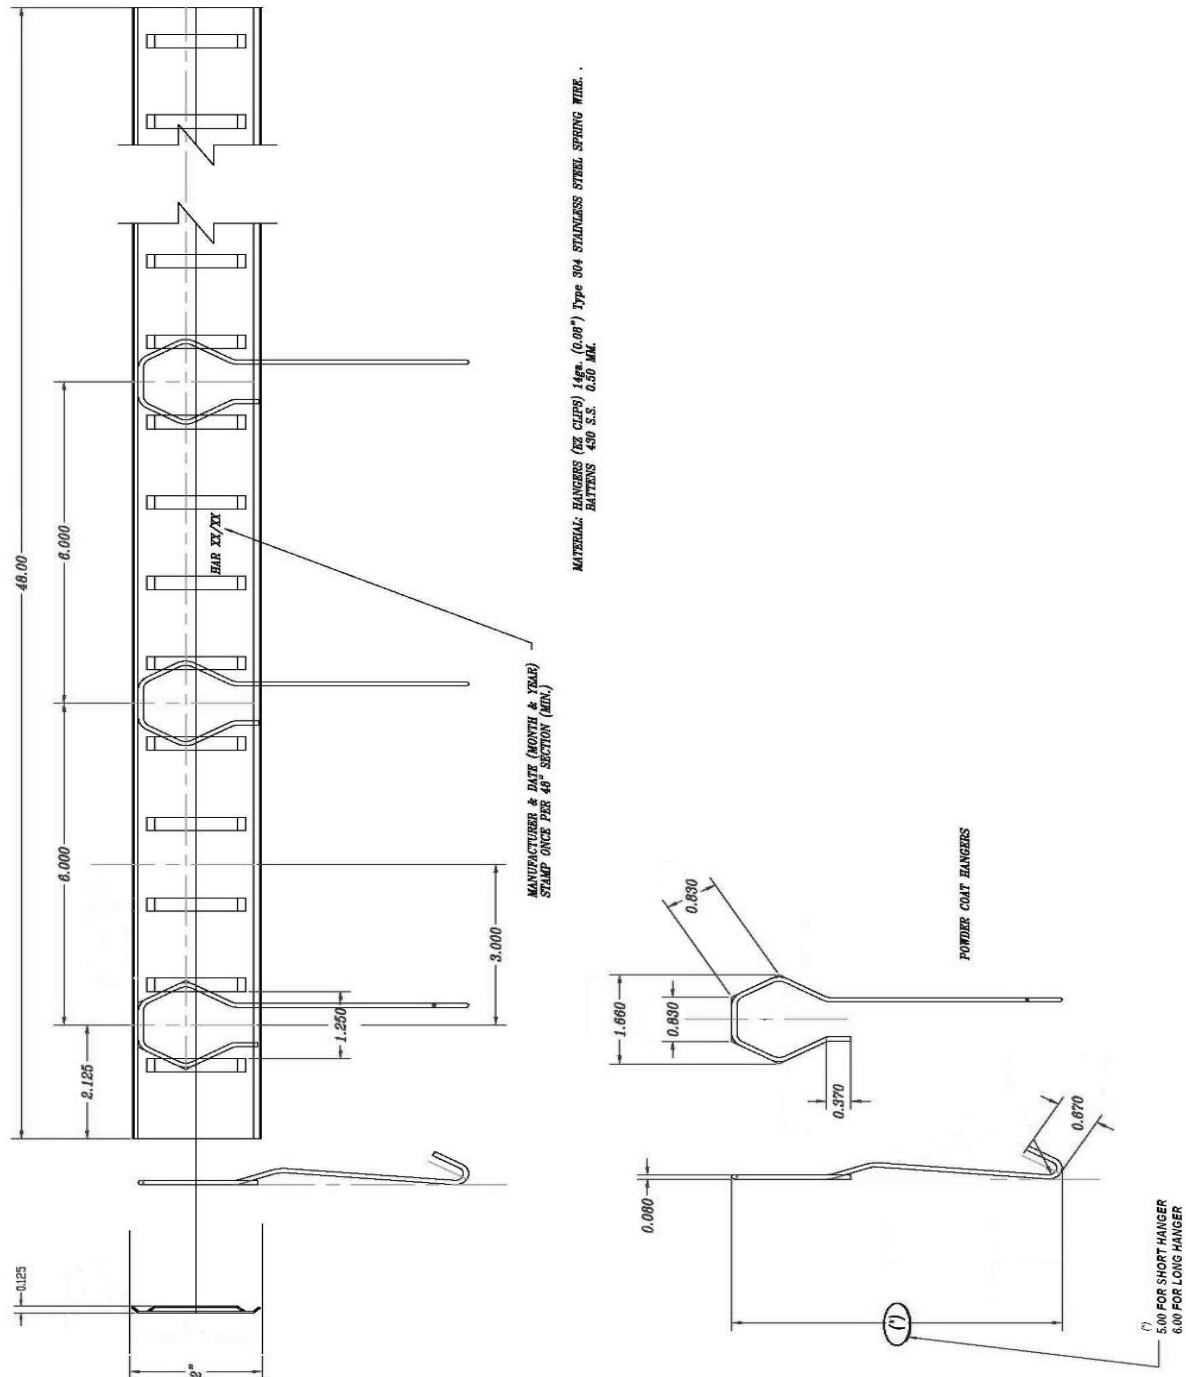 48.00
6.000
6.000
2.125
1.250
3.000
0.125
2"
HAR XX/XX
MANUFACTURER & DATE (MONTH & YEAR)
STAMP ONCE PER 48" SECTION (MIN.)
MATERIAL: HANGERS (EZ CLIPS) 14ga. (0.08") Type 304 STAINLESS STEEL SPRING WIRE. .
BATTENS 430 S.S. 0.50 MM.
0.830
1.660
0.830
0.370
POWDER COAT HANGERS
0.080
0.670
(*)
(*)
5.00 FOR SHORT HANGER
6.00 FOR LONG HANGER